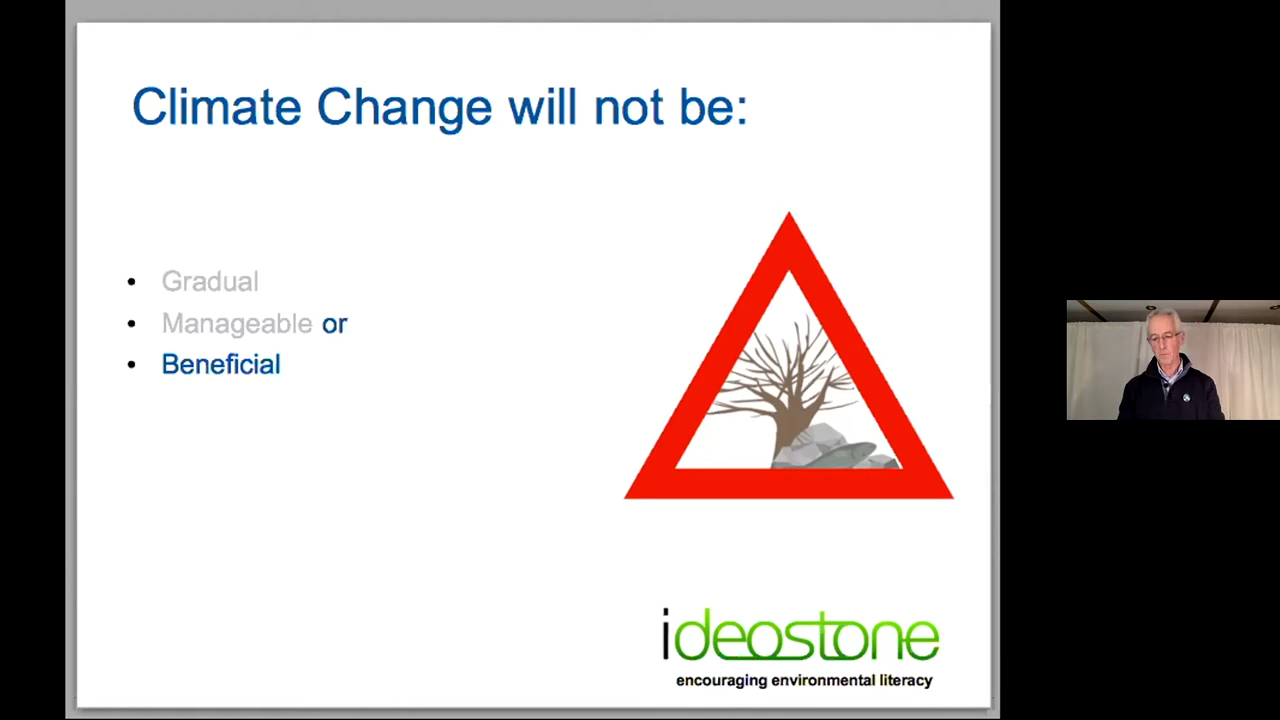 Climate Change will not be:
• Gradual
• Manageable or
• Beneficial
ideostone
encouraging environmental literacy